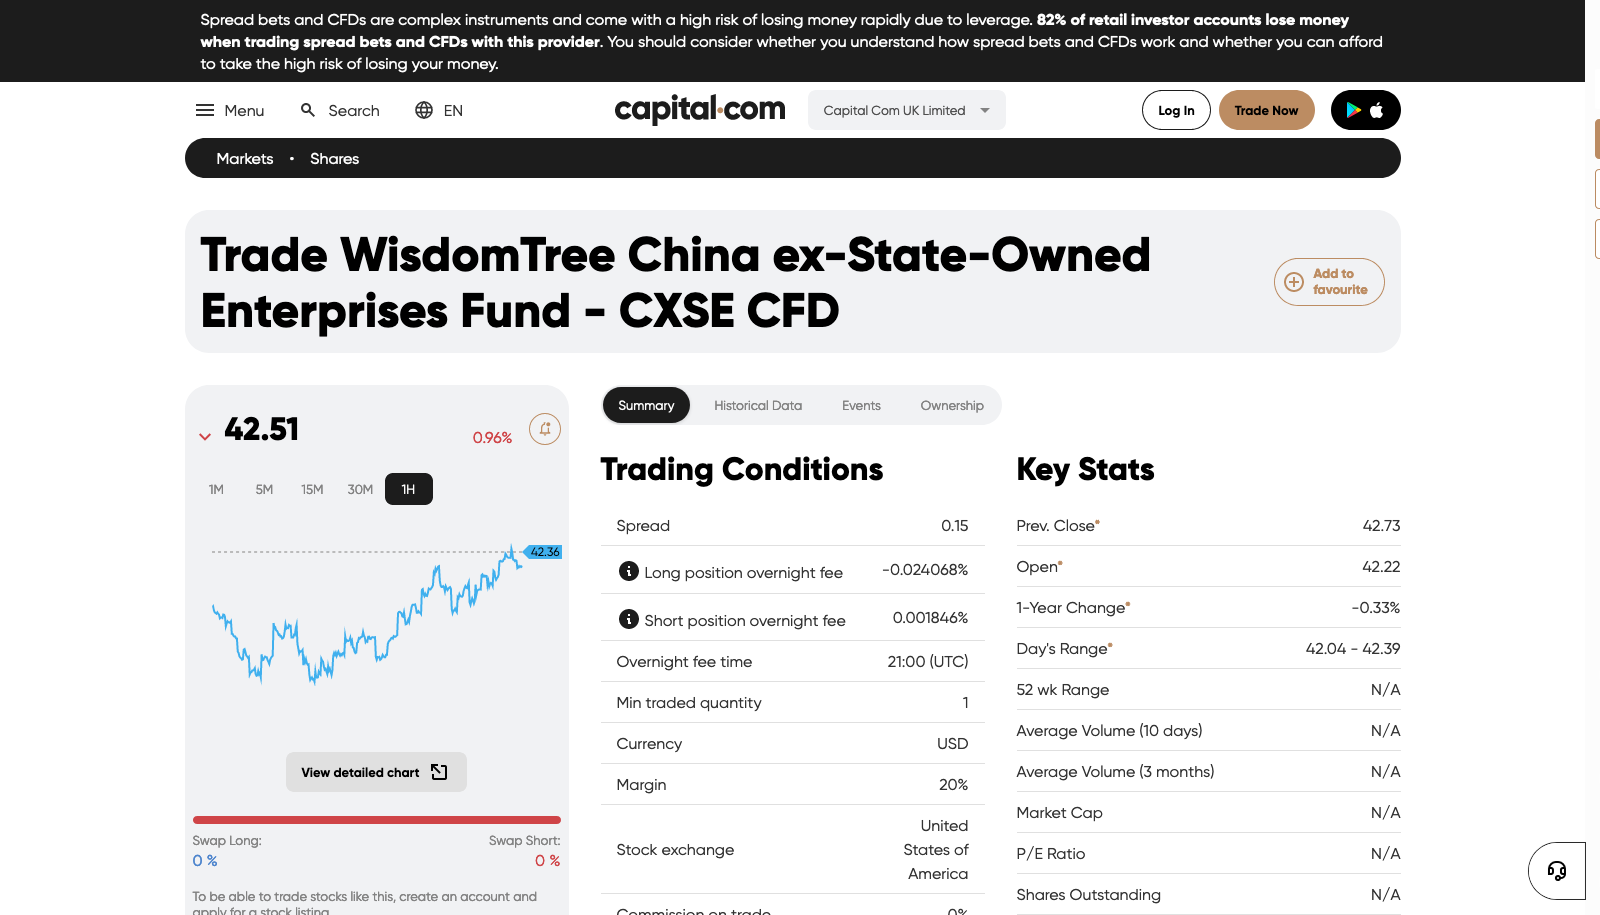 Spread bets and CFDs are complex instruments and come with a high risk of losing money rapidly due to leverage. 82% of retail investor accounts lose money
when trading spread bets and CFDs with this provider. You should consider whether you understand how spread bets and CFDs work and whether you can afford
to take the high risk of losing your money.
Menu Search EN capital.com Capital Com UK Limited Log In Trade Now
Markets • Shares
Trade WisdomTree China ex-State-Owned
Enterprises Fund - CXSE CFD
Add to
favourite
42.51 0.96%
1M 5M 15M 30M 1H
42.36
View detailed chart
Swap Long: Swap Short:
0 % 0 %
To be able to trade stocks like this, create an account and
apply for a stock listing
Summary Historical Data Events Ownership
Trading Conditions
Spread 0.15
Long position overnight fee -0.024068%
Short position overnight fee 0.001846%
Overnight fee time 21:00 (UTC)
Min traded quantity 1
Currency USD
Margin 20%
Stock exchange United
States of
America
Commission on trade 0%
Key Stats
Prev. Close* 42.73
Open* 42.22
1-Year Change* -0.33%
Day's Range* 42.04 - 42.39
52 wk Range N/A
Average Volume (10 days) N/A
Average Volume (3 months) N/A
Market Cap N/A
P/E Ratio N/A
Shares Outstanding N/A